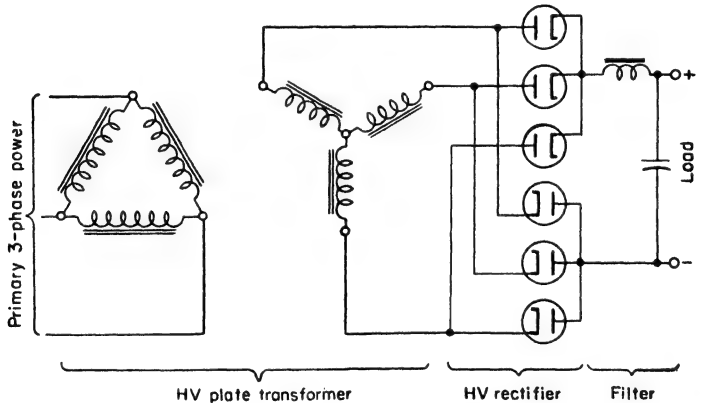 Primary 3-phase power
+
Load
-
HV plate transformer
HV rectifier
Filter